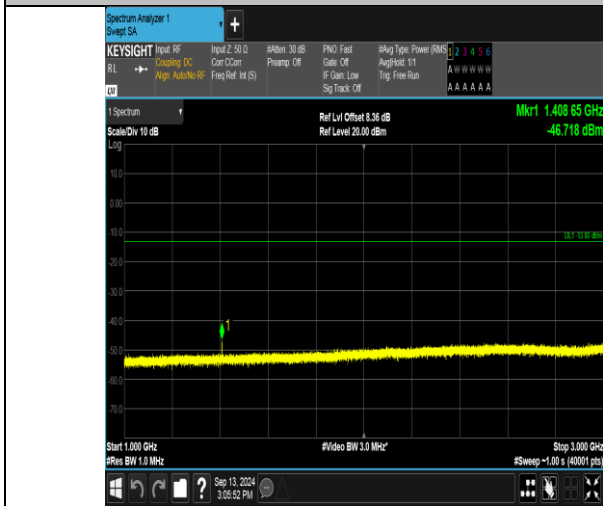 Spectrum Analyzer 1
Swept SA
+
KEYSIGHT Input: RF Input Z: 50 Ω #Atten: 30 dB PNO: Fast #Avg Type: Power (RMS 1 2 3 4 5 6
RL Coupling: DC Corr CCorr Preamp: Off Gate: Off Avg|Hold: 1/1 A W W W W W
Align: Auto/No RF Freq Ref: Int (S) IF Gain: Low Trig: Free Run
Sig Track: Off A A A A A A
LXI
1 Spectrum Ref Lvl Offset 8.36 dB Mkr1 1.408 65 GHz
Scale/Div 10 dB Ref Level 20.00 dBm -46.718 dBm
Log
10.0
0.00
-10.0
DL1 -13.00 dBm
-20.0
-30.0
-40.0
1
-50.0
-60.0
-70.0
Start 1.000 GHz #Video BW 3.0 MHz* Stop 3.000 GHz
#Res BW 1.0 MHz #Sweep ~1.00 s (40001 pts)
? Sep 13, 2024
3:05:52 PM